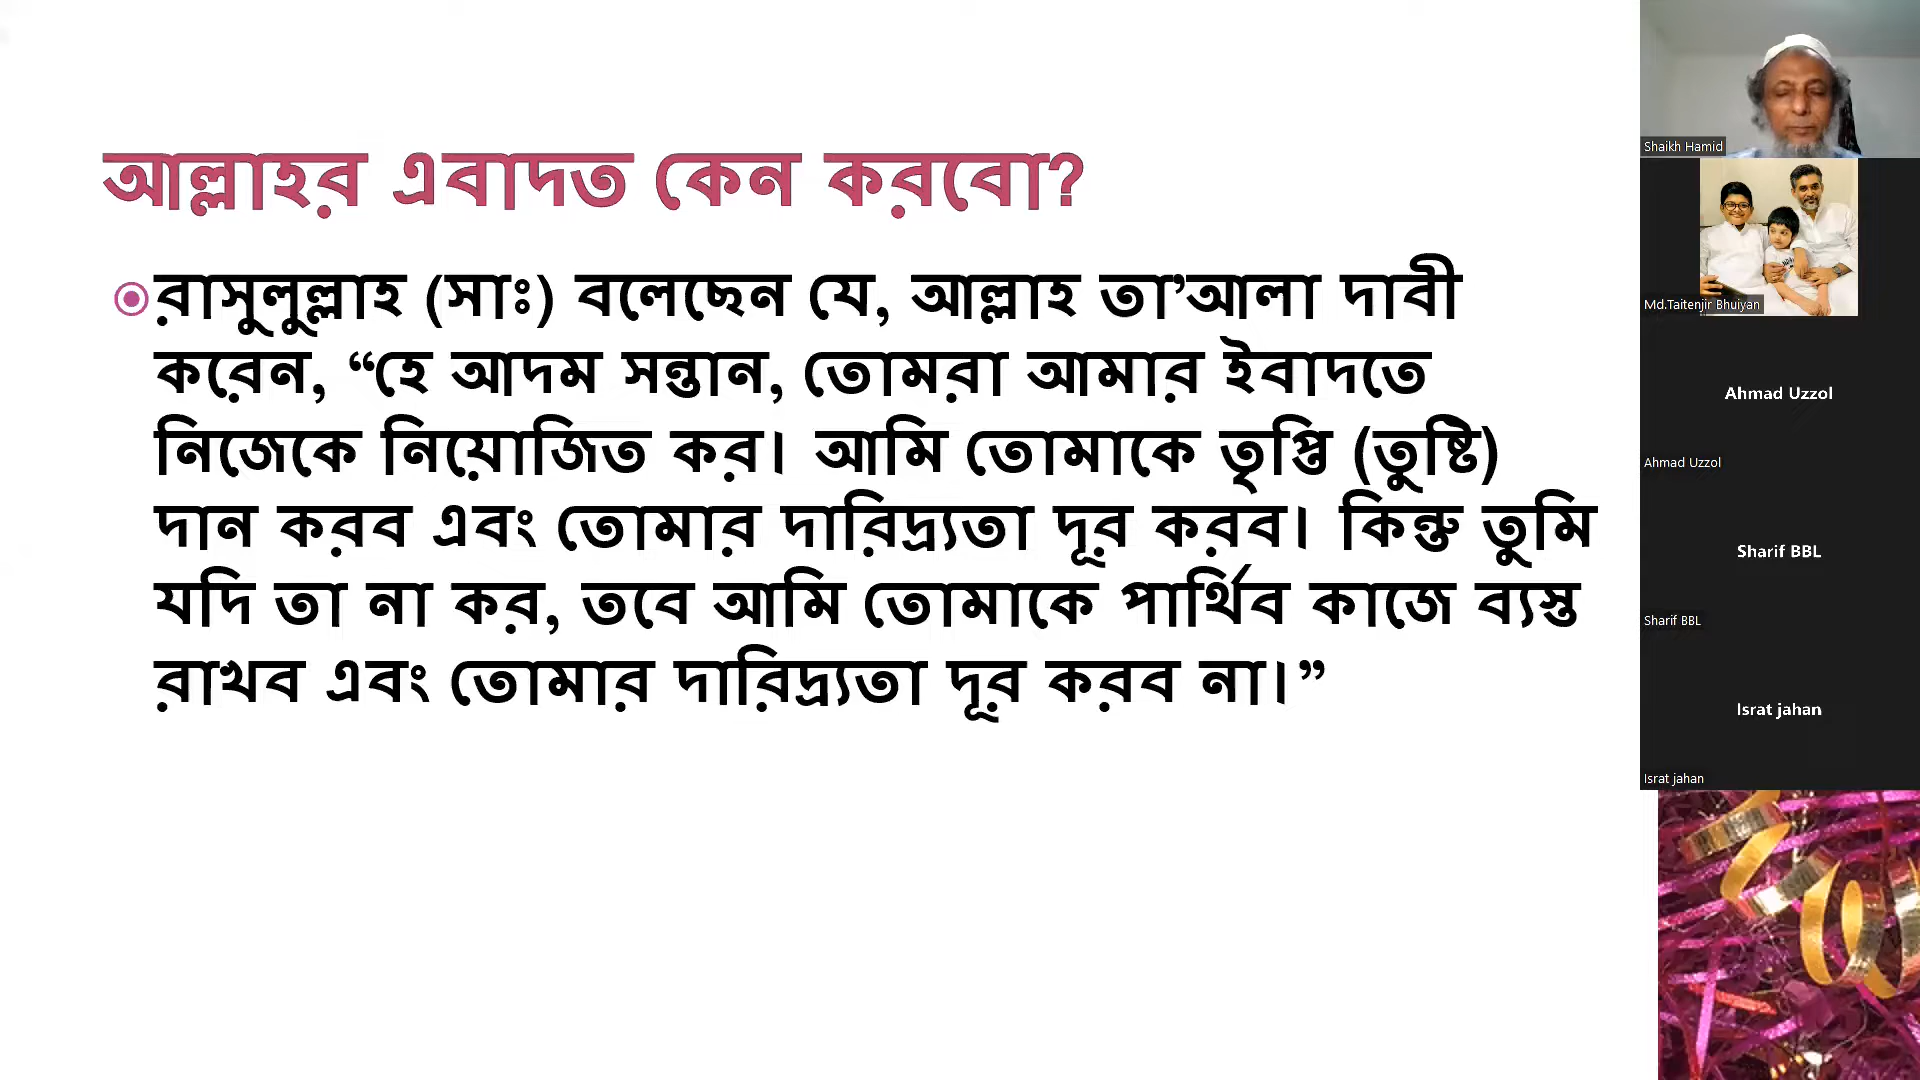 আল্লাহর এবাদত কেন করবো?
রাসুলুল্লাহ (সাঃ) বলেছেন যে, আল্লাহ তা’আলা দাবী
করেন, “হে আদম সন্তান, তোমরা আমার ইবাদতে
নিজেকে নিয়োজিত কর। আমি তোমাকে তৃপ্তি (তুষ্টি)
দান করব এবং তোমার দারিদ্র্যতা দূর করব। কিন্তু তুমি
যদি তা না কর, তবে আমি তোমাকে পার্থিব কাজে ব্যস্ত
রাখব এবং তোমার দারিদ্র্যতা দূর করব না।”
Shaikh Hamid
Md.Taitenjir Bhuiyan
Ahmad Uzzol
Ahmad Uzzol
Sharif BBL
Sharif BBL
Israt jahan
Israt jahan